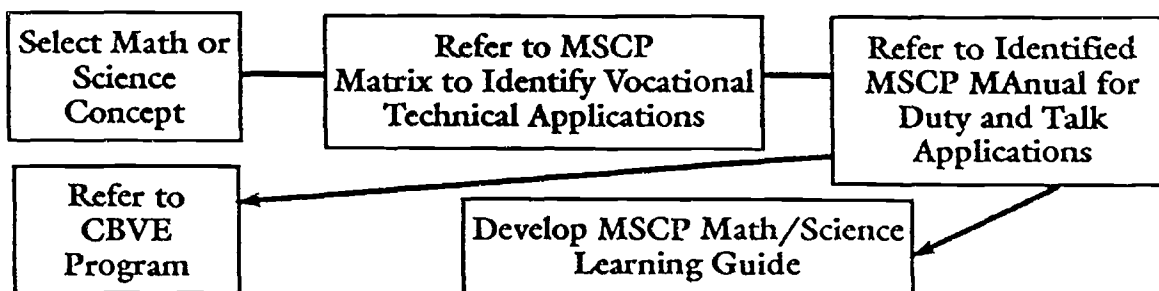 Select Math or
Science
Concept
Refer to MSCP
Matrix to Identify Vocational
Technical Applications
Refer to Identified
MSCP MAnual for
Duty and Talk
Applications
Refer to
CBVE
Program
Develop MSCP Math/Science
Learning Guide